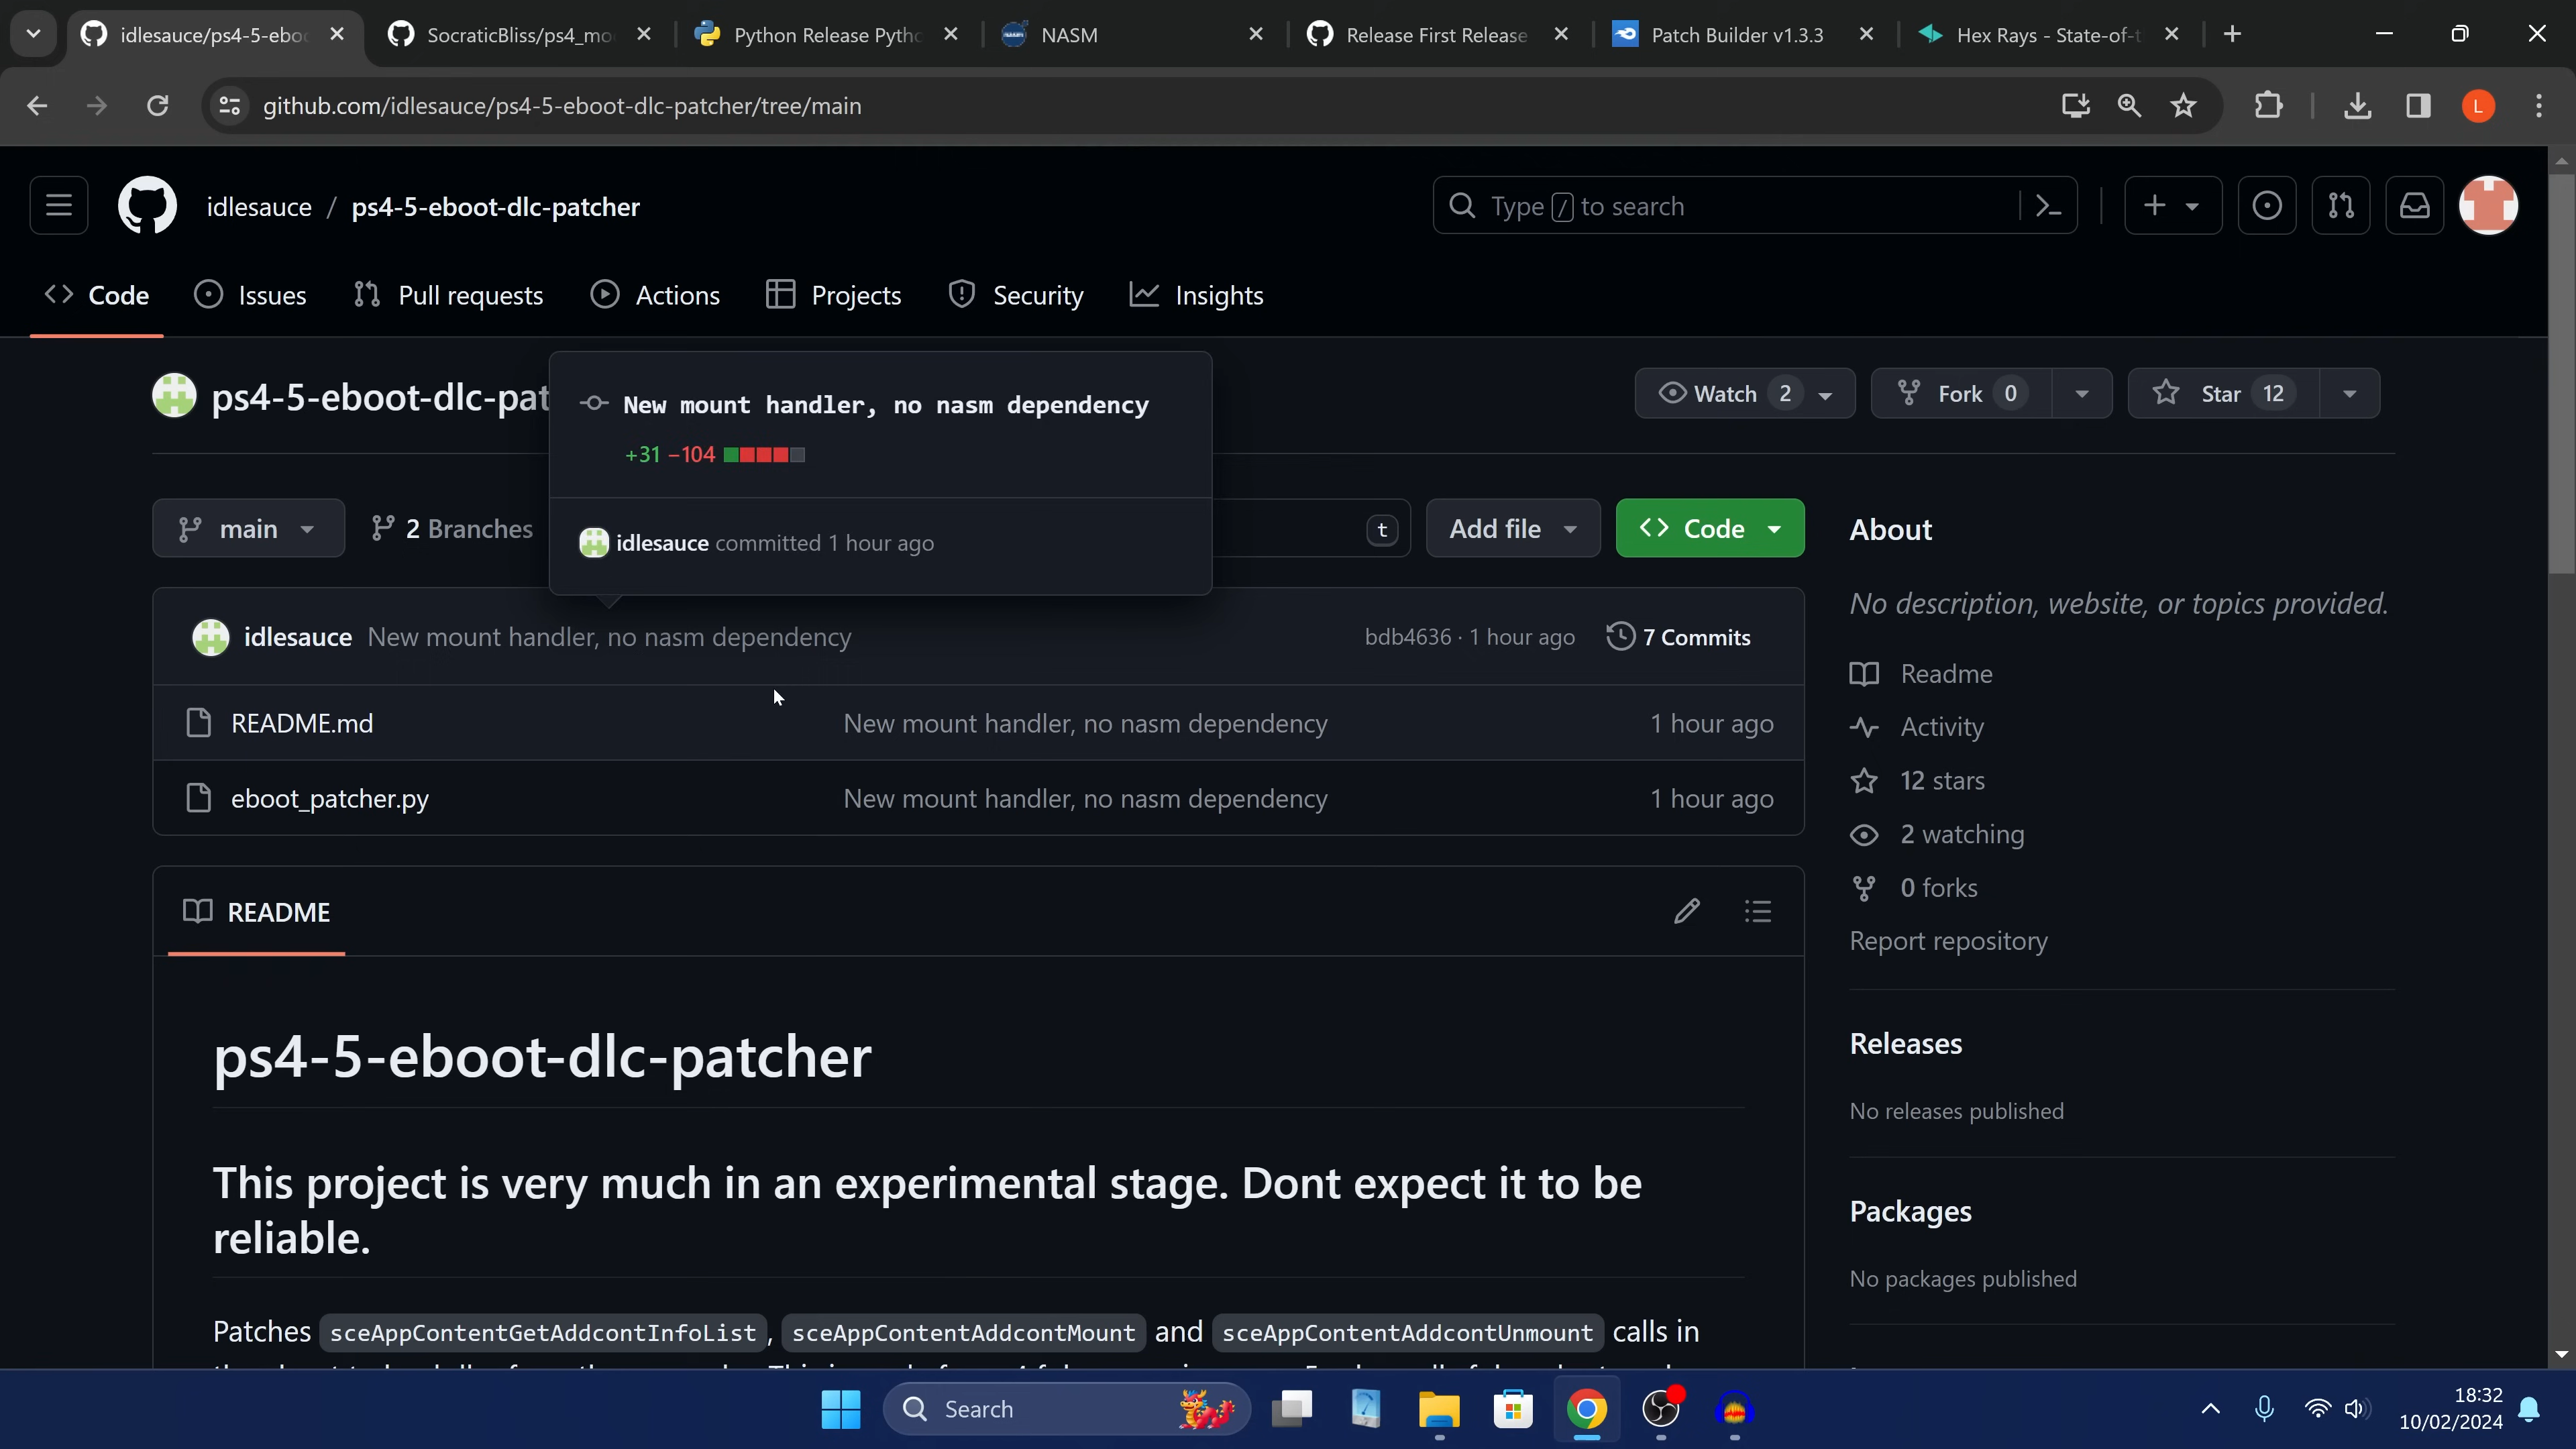 idlesauce/ps4-5-ebo
SocraticBliss/ps4_mo
Python Release Pytho
NASM
Release First Release
Patch Builder v1.3.3
Hex Rays - State-of-t
github.com/idlesauce/ps4-5-eboot-dlc-patcher/tree/main
L
idlesauce / ps4-5-eboot-dlc-patcher
Type / to search
Code
Issues
Pull requests
Actions
Projects
Security
Insights
ps4-5-eboot-dlc-pat
New mount handler, no nasm dependency
+31 −104
idlesauce committed 1 hour ago
Watch 2
Fork 0
Star 12
main
2 Branches
t
Add file
Code
About
No description, website, or topics provided.
idlesauce New mount handler, no nasm dependency
bdb4636 · 1 hour ago
7 Commits
README.md
New mount handler, no nasm dependency
1 hour ago
eboot_patcher.py
New mount handler, no nasm dependency
1 hour ago
Readme
Activity
12 stars
2 watching
0 forks
Report repository
README
ps4-5-eboot-dlc-patcher
This project is very much in an experimental stage. Dont expect it to be
reliable.
Patches sceAppContentGetAddcontInfoList , sceAppContentAddcontMount and sceAppContentAddcontUnmount calls in
Releases
No releases published
Packages
No packages published
Search
18:32
10/02/2024